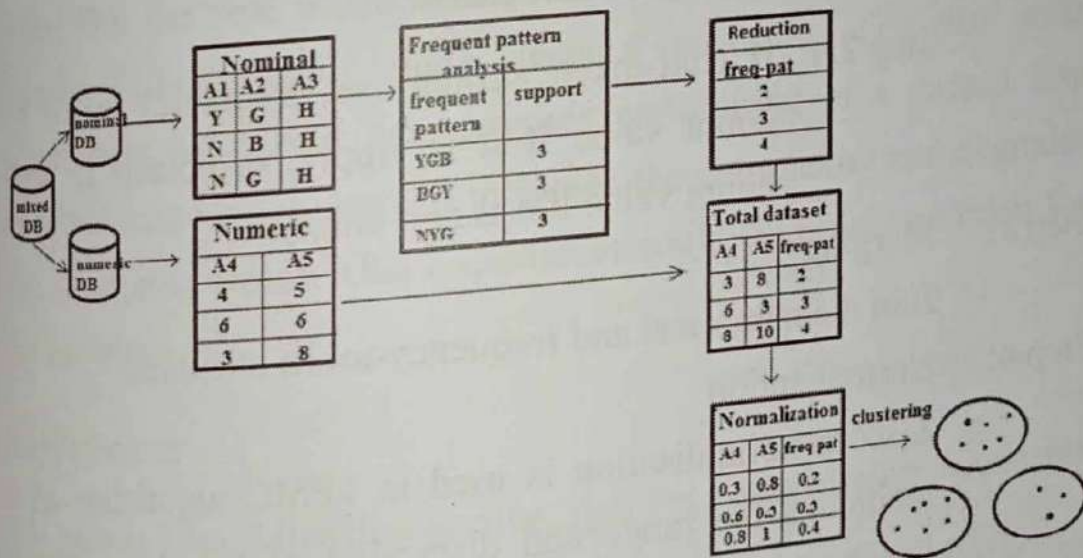 mixed
DB
nominal
DB
numeric
DB
Nominal
A1 A2 A3
Y G H
N B H
N G H
Numeric
A4 A5
4 5
6 6
3 8
Frequent pattern
analysis
frequent support
pattern
YGB 3
BGY 3
NYG 3
Reduction
freq-pat
2
3
4
Total dataset
A4 A5 freq-pat
3 8 2
6 3 3
8 10 4
Normalization
A4 A5 freq pat
0.3 0.8 0.2
0.6 0.3 0.3
0.8 1 0.4
clustering